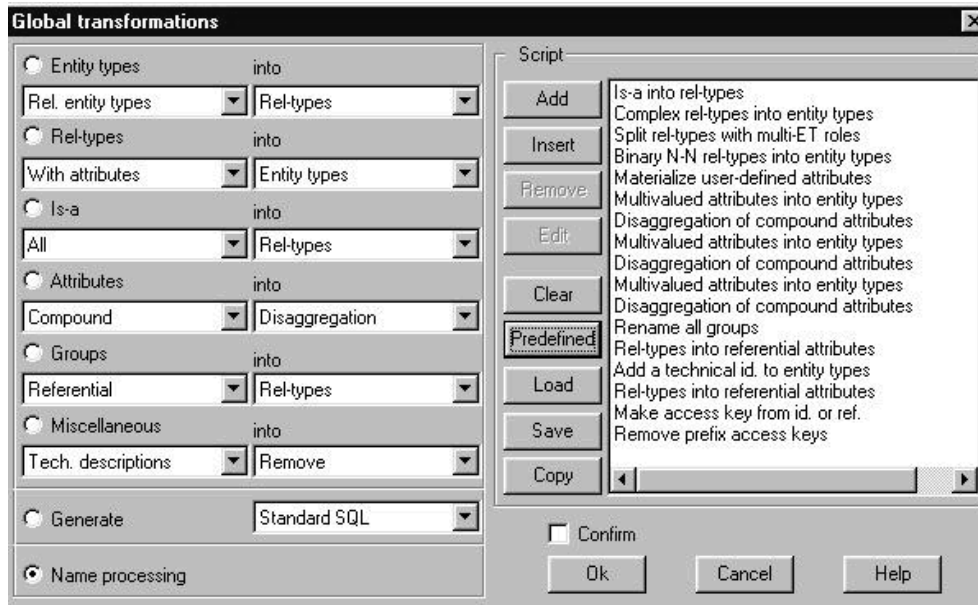 Global transformations
Entity types into
Rel. entity types Rel-types
Rel-types into
With attributes Entity types
Is-a into
All Rel-types
Attributes into
Compound Disaggregation
Groups into
Referential Rel-types
Miscellaneous into
Tech. descriptions Remove
Generate Standard SQL
Name processing
Script
Add
Insert
Remove
Edit
Clear
Predefined
Load
Save
Copy
Is-a into rel-types
Complex rel-types into entity types
Split rel-types with multi-ET roles
Binary N-N rel-types into entity types
Materialize user-defined attributes
Multivalued attributes into entity types
Disaggregation of compound attributes
Multivalued attributes into entity types
Disaggregation of compound attributes
Multivalued attributes into entity types
Disaggregation of compound attributes
Rename all groups
Rel-types into referential attributes
Add a technical id. to entity types
Rel-types into referential attributes
Make access key from id. or ref.
Remove prefix access keys
Confirm
Ok Cancel Help